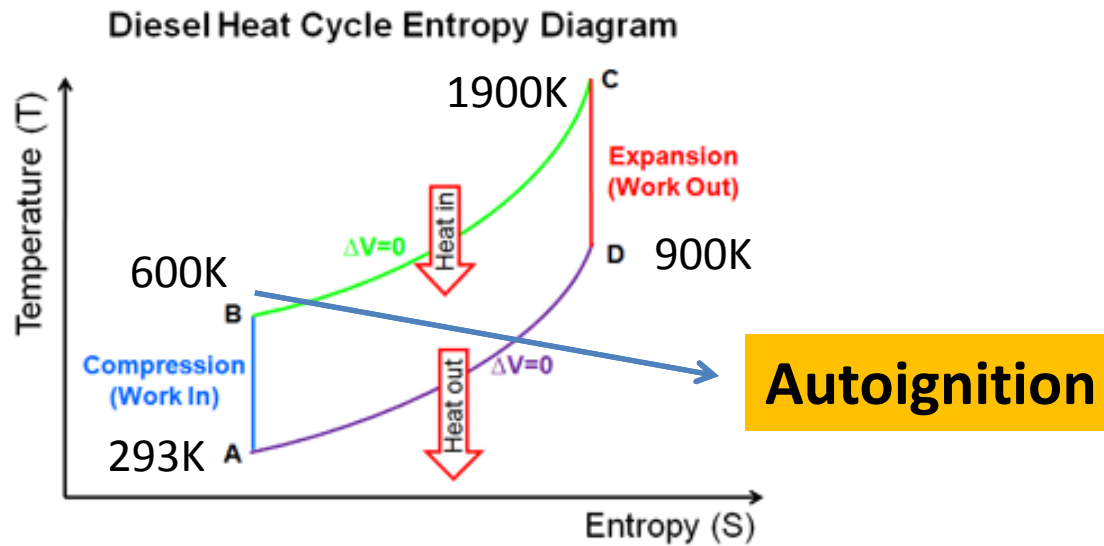 Diesel Heat Cycle Entropy Diagram
Temperature (T)
1900K
C
Expansion
(Work Out)
Heat in
ΔV=0
D
900K
600K
B
Compression
(Work In)
ΔV=0
Autoignition
Heat out
293K
A
Entropy (S)